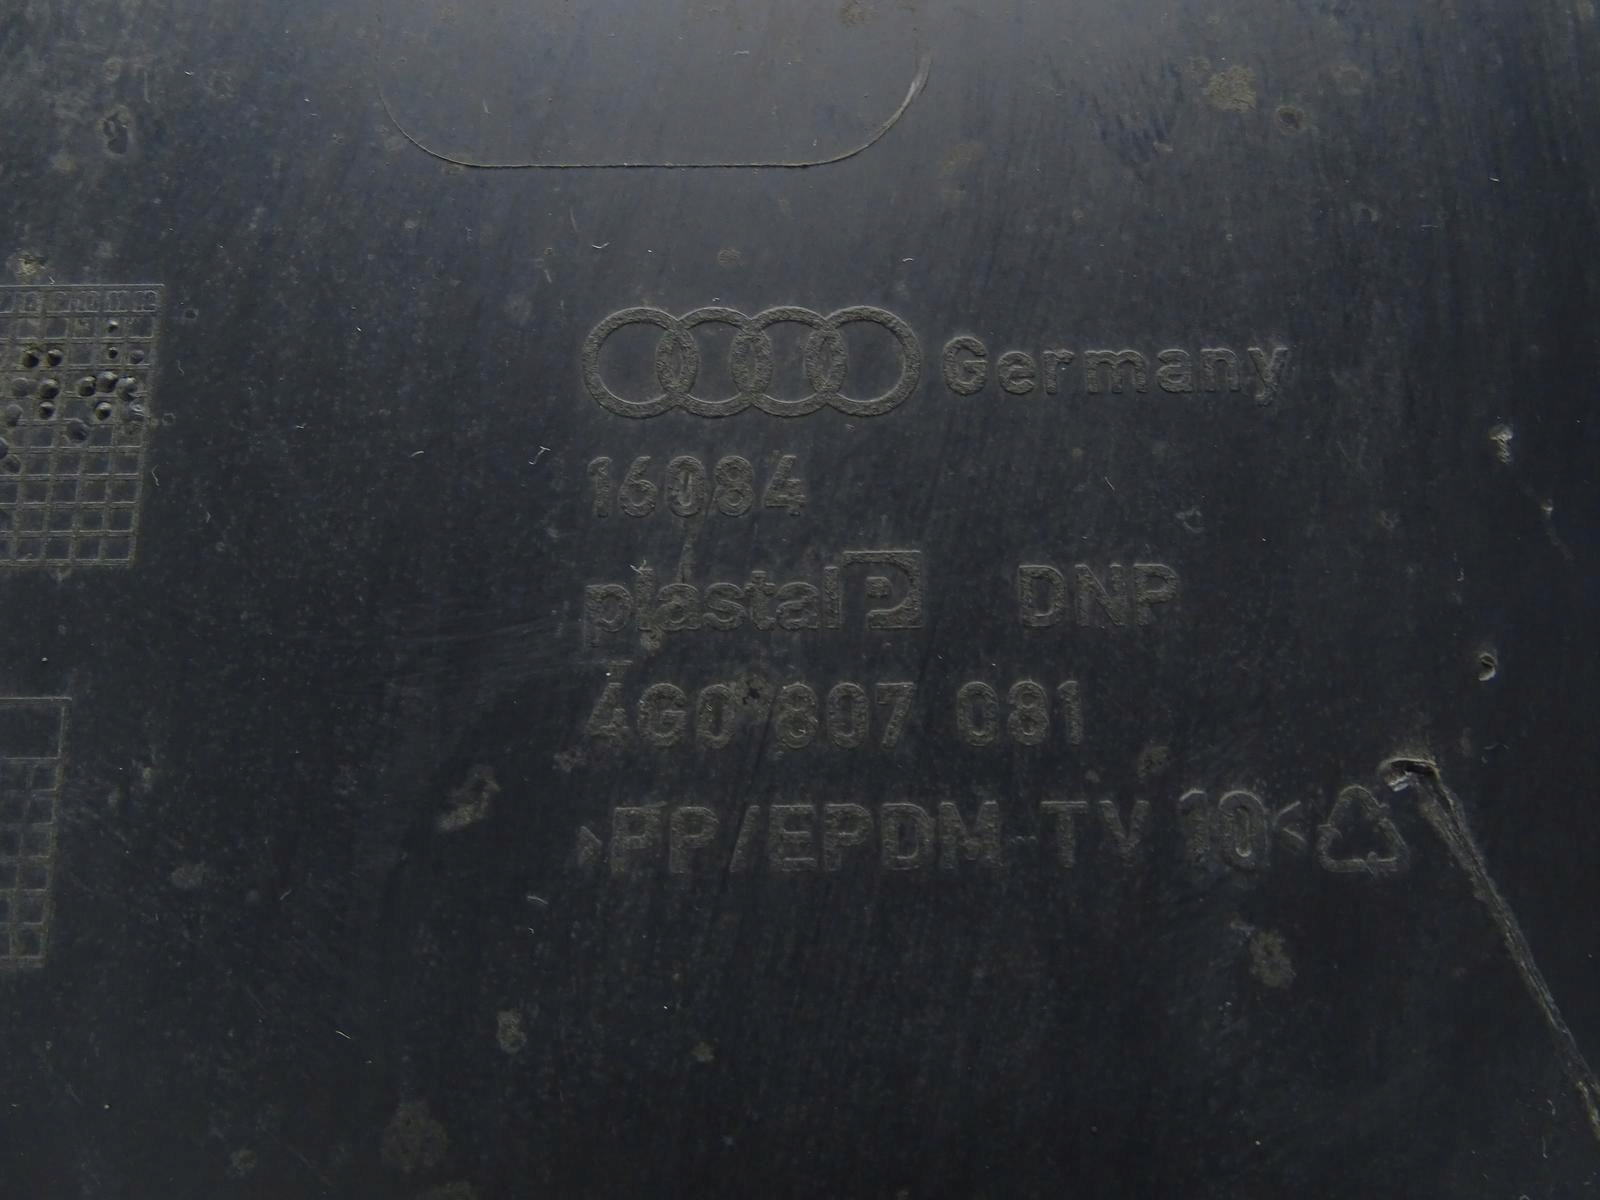 Germany
16084
plastal P DNP
4G0 807 081
>PP/EPDM-TV 10<